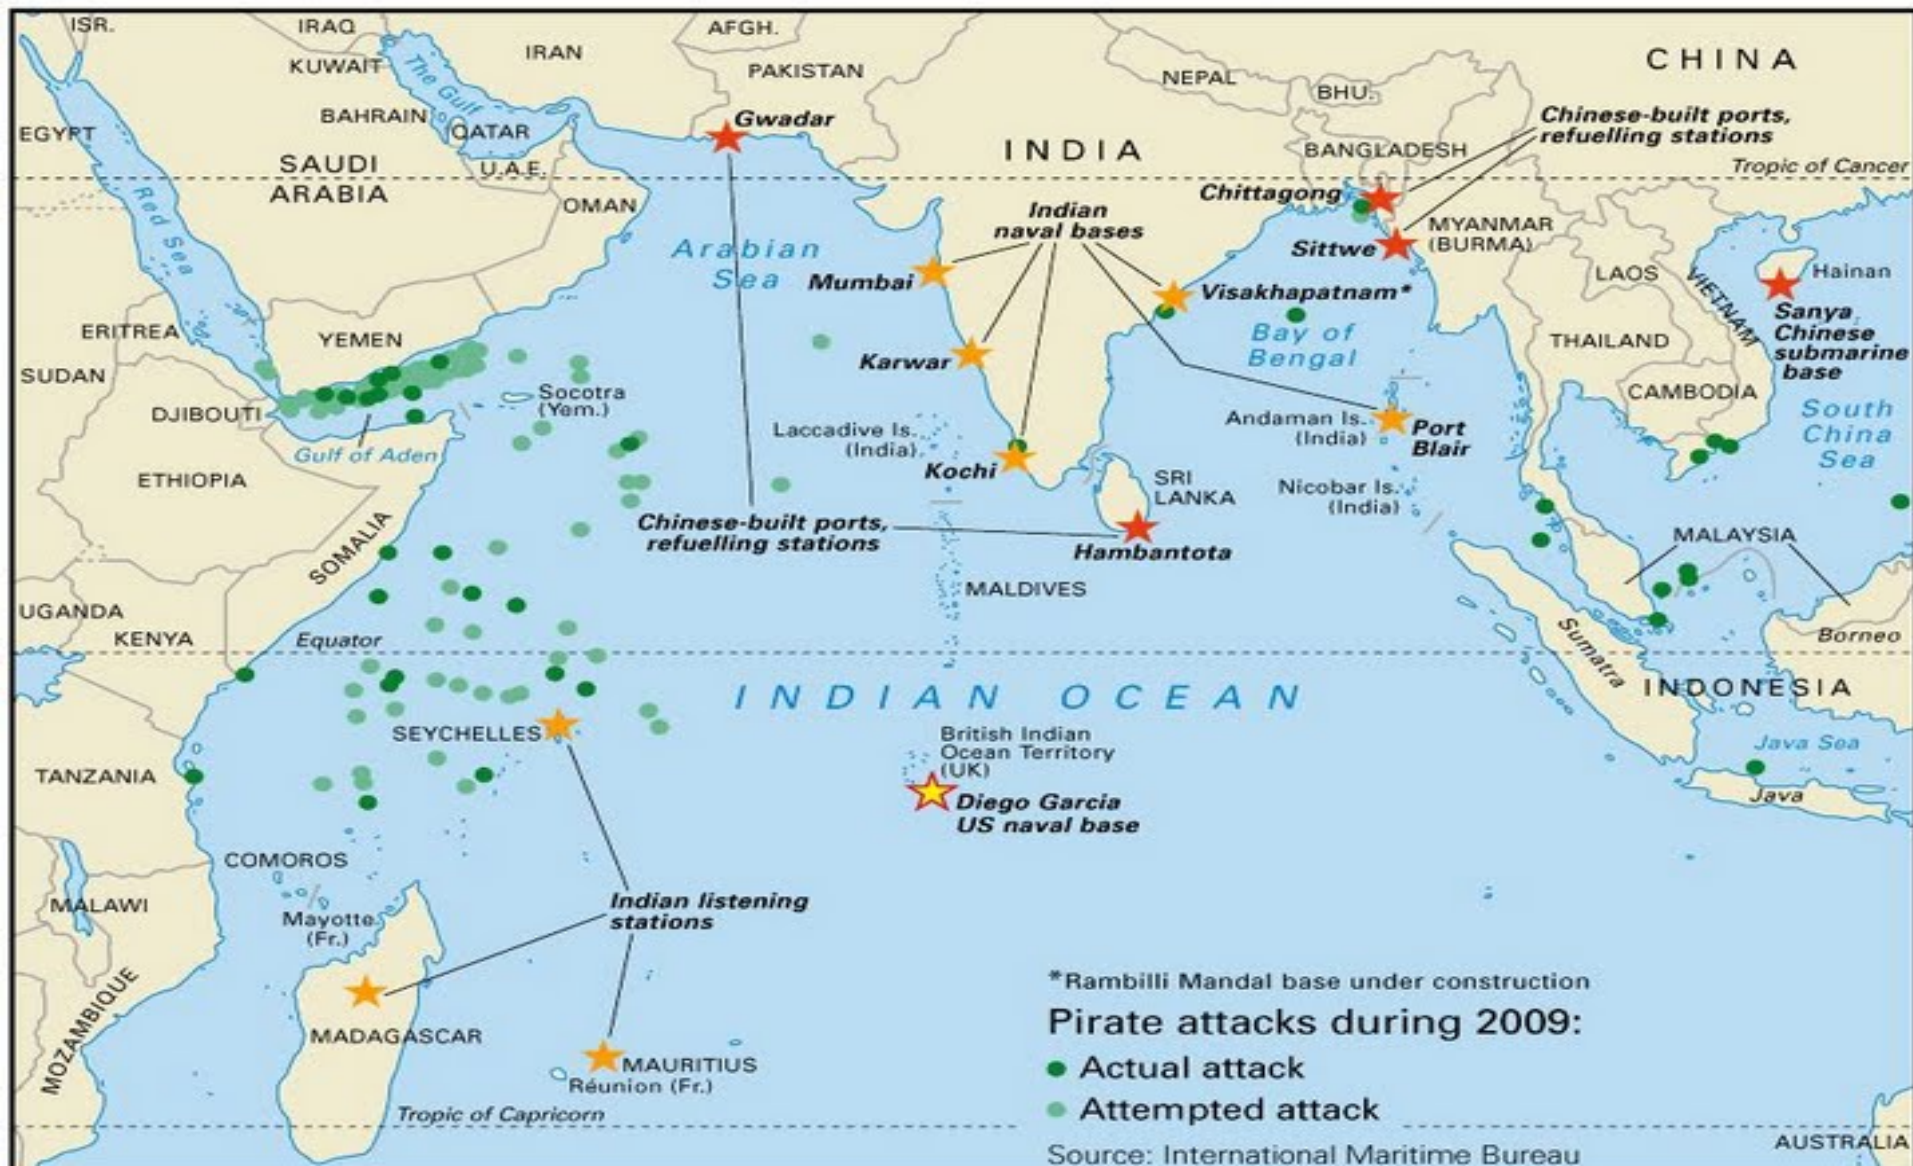 ISR.
IRAQ
KUWAIT
The Gulf
IRAN
AFGH.
PAKISTAN
NEPAL
BHU.
CHINA
EGYPT
BAHRAIN
QATAR
U.A.E.
SAUDI
ARABIA
OMAN
Red Sea
Gwadar
INDIA
BANGLADESH
Chinese-built ports,
refuelling stations
Tropic of Cancer
Chittagong
Sittwe
MYANMAR
(BURMA)
Arabian
Sea
Indian
naval bases
Mumbai
Visakhapatnam*
Bay of
Bengal
LAOS
VIETNAM
Hainan
Sanya
Chinese
submarine
base
THAILAND
CAMBODIA
South
China
Sea
ERITREA
YEMEN
SUDAN
DJIBOUTI
Socotra
(Yem.)
Gulf of Aden
ETHIOPIA
Karwar
Laccadive Is.
(India)
Kochi
Andaman Is.
(India)
Port
Blair
SRI
LANKA
Nicobar Is.
(India)
SOMALIA
Chinese-built ports,
refuelling stations
Hambantota
MALAYSIA
MALDIVES
UGANDA
KENYA
Equator
Borneo
Sumatra
INDIAN OCEAN
INDONESIA
SEYCHELLES
British Indian
Ocean Territory
(UK)
Diego Garcia
US naval base
Java Sea
Java
TANZANIA
COMOROS
MALAWI
Mayotte
(Fr.)
Indian listening
stations
MOZAMBIQUE
MADAGASCAR
MAURITIUS
Réunion (Fr.)
Tropic of Capricorn
*Rambilli Mandal base under construction
Pirate attacks during 2009:
Actual attack
Attempted attack
Source: International Maritime Bureau
AUSTRALIA